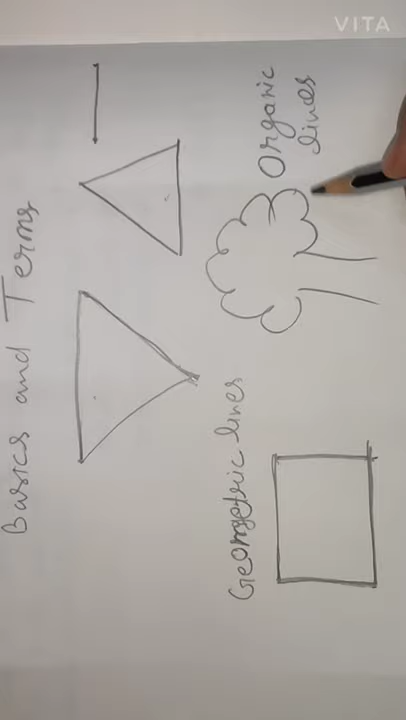 VITA
Basics and Terms
Geometric lines
Organic
lines